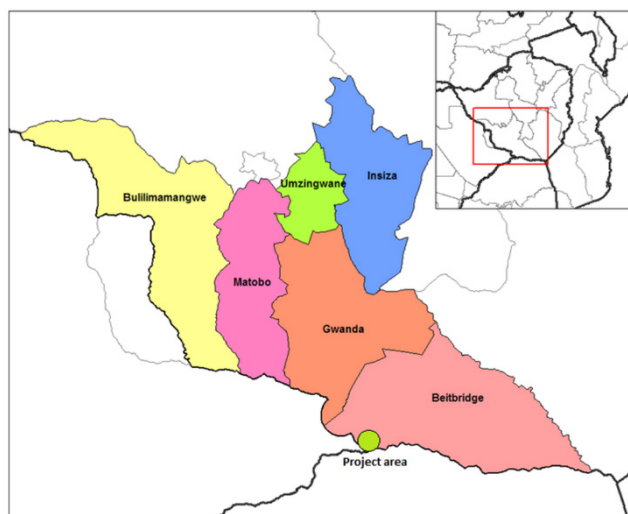 Umzingwane
Insiza
Bulilimamangwe
Matobo
Gwanda
Beitbridge
Project area